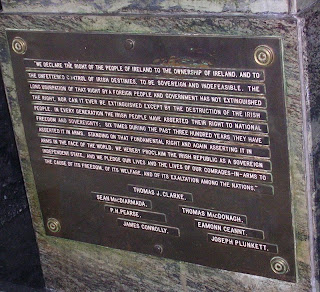 "WE DECLARE THE RIGHT OF THE PEOPLE OF IRELAND TO THE OWNERSHIP OF IRELAND, AND TO
THE UNFETTERED CONTROL OF IRISH DESTINIES, TO BE SOVEREIGN AND INDEFEASIBLE. THE
LONG USURPATION OF THAT RIGHT BY A FOREIGN PEOPLE AND GOVERNMENT HAS NOT EXTINGUISHED
THE RIGHT, NOR CAN IT EVER BE EXTINGUISHED EXCEPT BY THE DESTRUCTION OF THE IRISH
PEOPLE. IN EVERY GENERATION THE IRISH PEOPLE HAVE ASSERTED THEIR RIGHT TO NATIONAL
FREEDOM AND SOVEREIGNTY; SIX TIMES DURING THE PAST THREE HUNDRED YEARS THEY HAVE
ASSERTED IT IN ARMS. STANDING ON THAT FUNDAMENTAL RIGHT AND AGAIN ASSERTING IT IN
ARMS IN THE FACE OF THE WORLD, WE HEREBY PROCLAIM THE IRISH REPUBLIC AS A SOVEREIGN
INDEPENDENT STATE, AND WE PLEDGE OUR LIVES AND THE LIVES OF OUR COMRADES-IN-ARMS TO
THE CAUSE OF ITS FREEDOM, OF ITS WELFARE, AND OF ITS EXALTATION AMONG THE NATIONS."
THOMAS J. CLARKE.
SEAN MacDIARMADA. THOMAS MacDONAGH.
P.H. PEARSE. EAMONN CEANNT.
JAMES CONNOLLY. JOSEPH PLUNKETT.